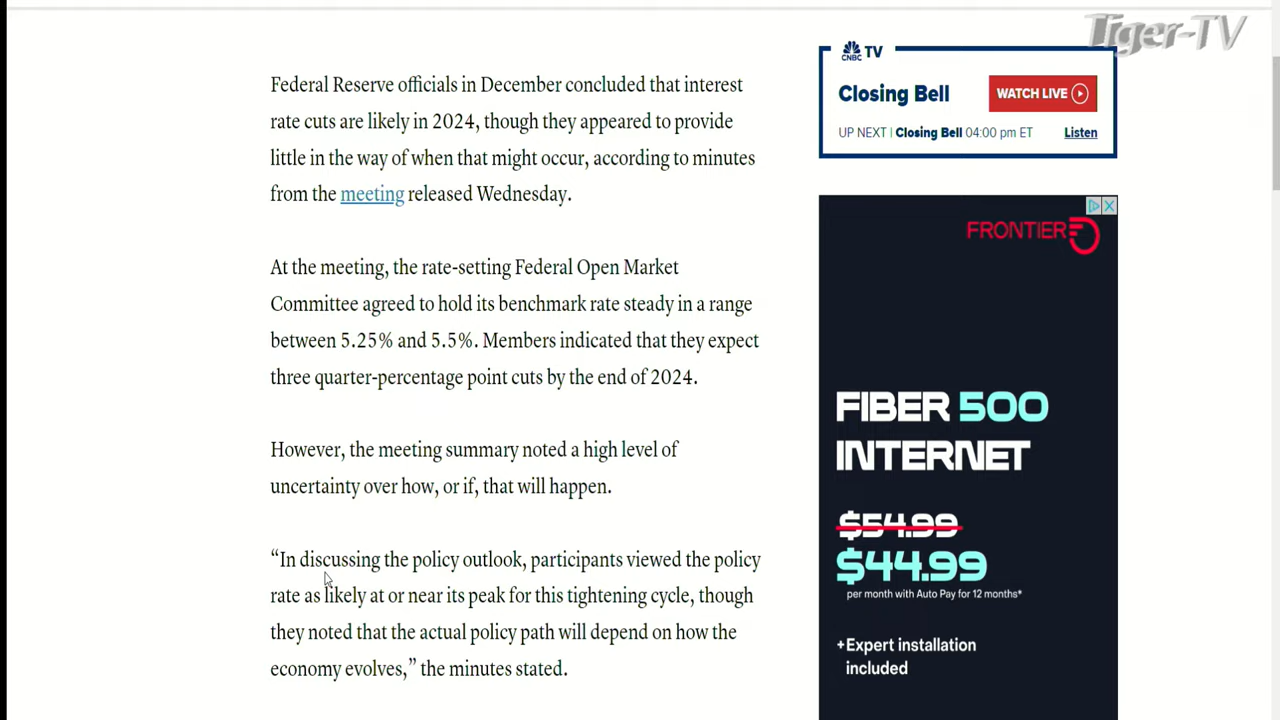 Tiger-TV
Federal Reserve officials in December concluded that interest
rate cuts are likely in 2024, though they appeared to provide
little in the way of when that might occur, according to minutes
from the meeting released Wednesday.
At the meeting, the rate-setting Federal Open Market
Committee agreed to hold its benchmark rate steady in a range
between 5.25% and 5.5%. Members indicated that they expect
three quarter-percentage point cuts by the end of 2024.
However, the meeting summary noted a high level of
uncertainty over how, or if, that will happen.
“In discussing the policy outlook, participants viewed the policy
rate as likely at or near its peak for this tightening cycle, though
they noted that the actual policy path will depend on how the
economy evolves,” the minutes stated.
CNBC TV
Closing Bell
WATCH LIVE
UP NEXT | Closing Bell 04:00 pm ET
Listen
FRONTIER
FIBER 500
INTERNET
$54.99
$44.99
per month with Auto Pay for 12 months*
+Expert installation
included